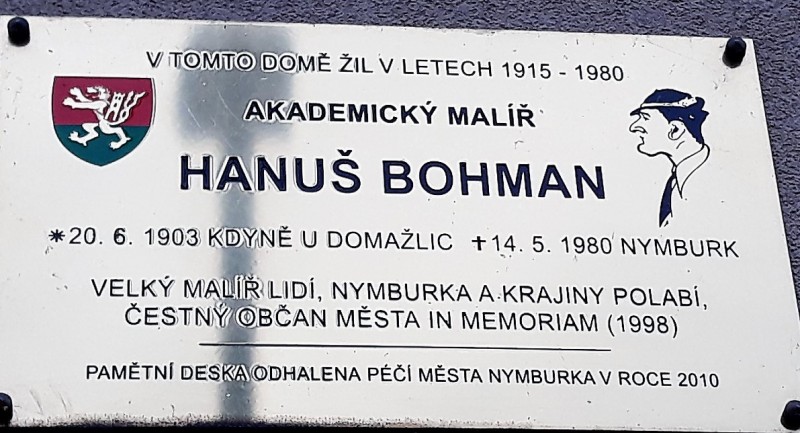 V TOMTO DOMĚ ŽIL V LETECH 1915 - 1980
AKADEMICKÝ MALÍŘ
HANUŠ BOHMAN
*20. 6. 1903 KDYNĚ U DOMAŽLIC †14. 5. 1980 NYMBURK
VELKÝ MALÍŘ LIDÍ, NYMBURKA A KRAJINY POLABÍ,
ČESTNÝ OBČAN MĚSTA IN MEMORIAM (1998)
PAMĚTNÍ DESKA ODHALENA PÉČÍ MĚSTA NYMBURKA V ROCE 2010